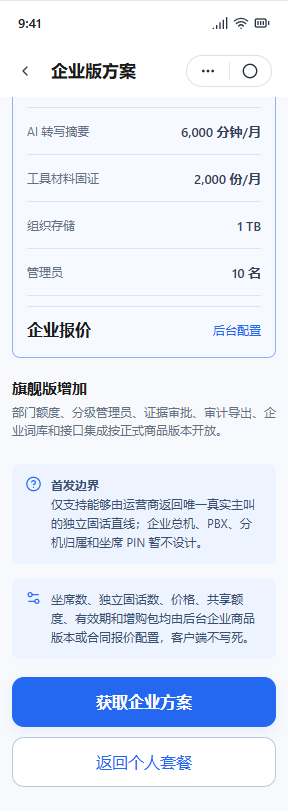 9:41
企业版方案
AI 转写摘要 6,000 分钟/月
工具材料固证 2,000 份/月
组织存储 1 TB
管理员 10 名
企业报价 后台配置
旗舰版增加
部门额度、分级管理员、证据审批、审计导出、企
业词库和接口集成按正式商品版本开放。
首发边界
仅支持能够由运营商返回唯一真实主叫
的独立固话直线；企业总机、PBX、分
机归属和坐席 PIN 暂不设计。
坐席数、独立固话数、价格、共享额
度、有效期和增购包均由后台企业商品
版本或合同报价配置，客户端不写死。
获取企业方案
返回个人套餐